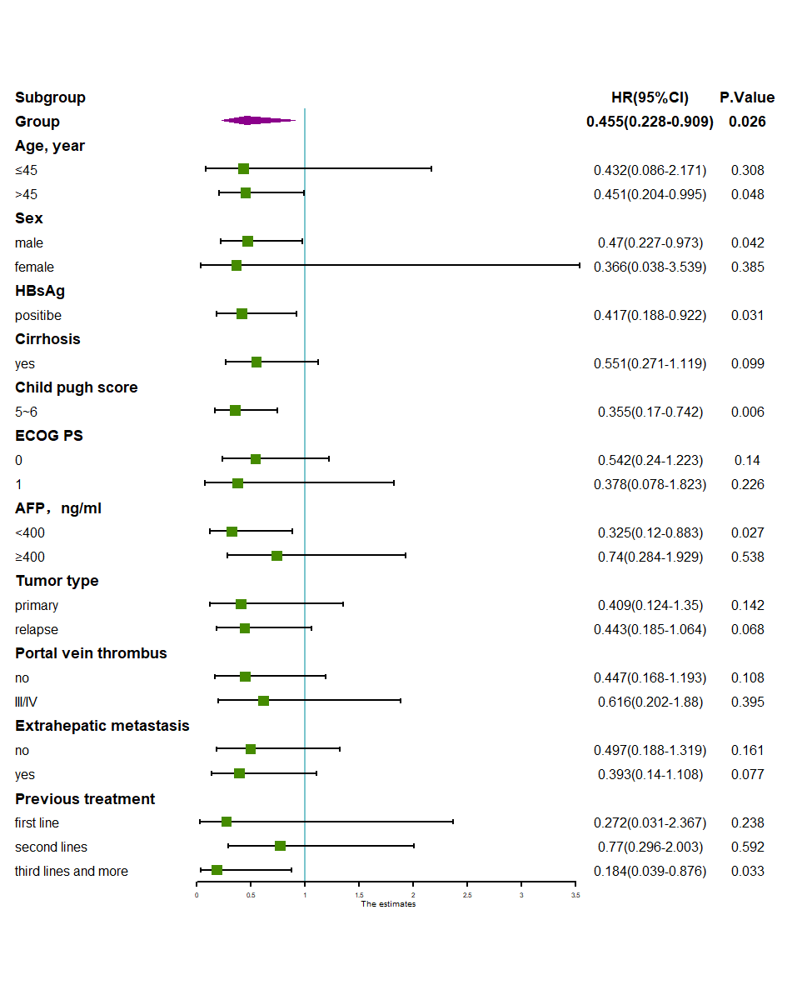 Subgroup HR(95%CI) P.Value
Group 0.455(0.228-0.909) 0.026
Age, year
≤45 0.432(0.086-2.171) 0.308
>45 0.451(0.204-0.995) 0.048
Sex
male 0.47(0.227-0.973) 0.042
female 0.366(0.038-3.539) 0.385
HBsAg
positibe 0.417(0.188-0.922) 0.031
Cirrhosis
yes 0.551(0.271-1.119) 0.099
Child pugh score
5~6 0.355(0.17-0.742) 0.006
ECOG PS
0 0.542(0.24-1.223) 0.14
1 0.378(0.078-1.823) 0.226
AFP，ng/ml
<400 0.325(0.12-0.883) 0.027
≥400 0.74(0.284-1.929) 0.538
Tumor type
primary 0.409(0.124-1.35) 0.142
relapse 0.443(0.185-1.064) 0.068
Portal vein thrombus
no 0.447(0.168-1.193) 0.108
III/IV 0.616(0.202-1.88) 0.395
Extrahepatic metastasis
no 0.497(0.188-1.319) 0.161
yes 0.393(0.14-1.108) 0.077
Previous treatment
first line 0.272(0.031-2.367) 0.238
second lines 0.77(0.296-2.003) 0.592
third lines and more 0.184(0.039-0.876) 0.033
0 0.5 1 1.5 2 2.5 3 3.5
The estimates